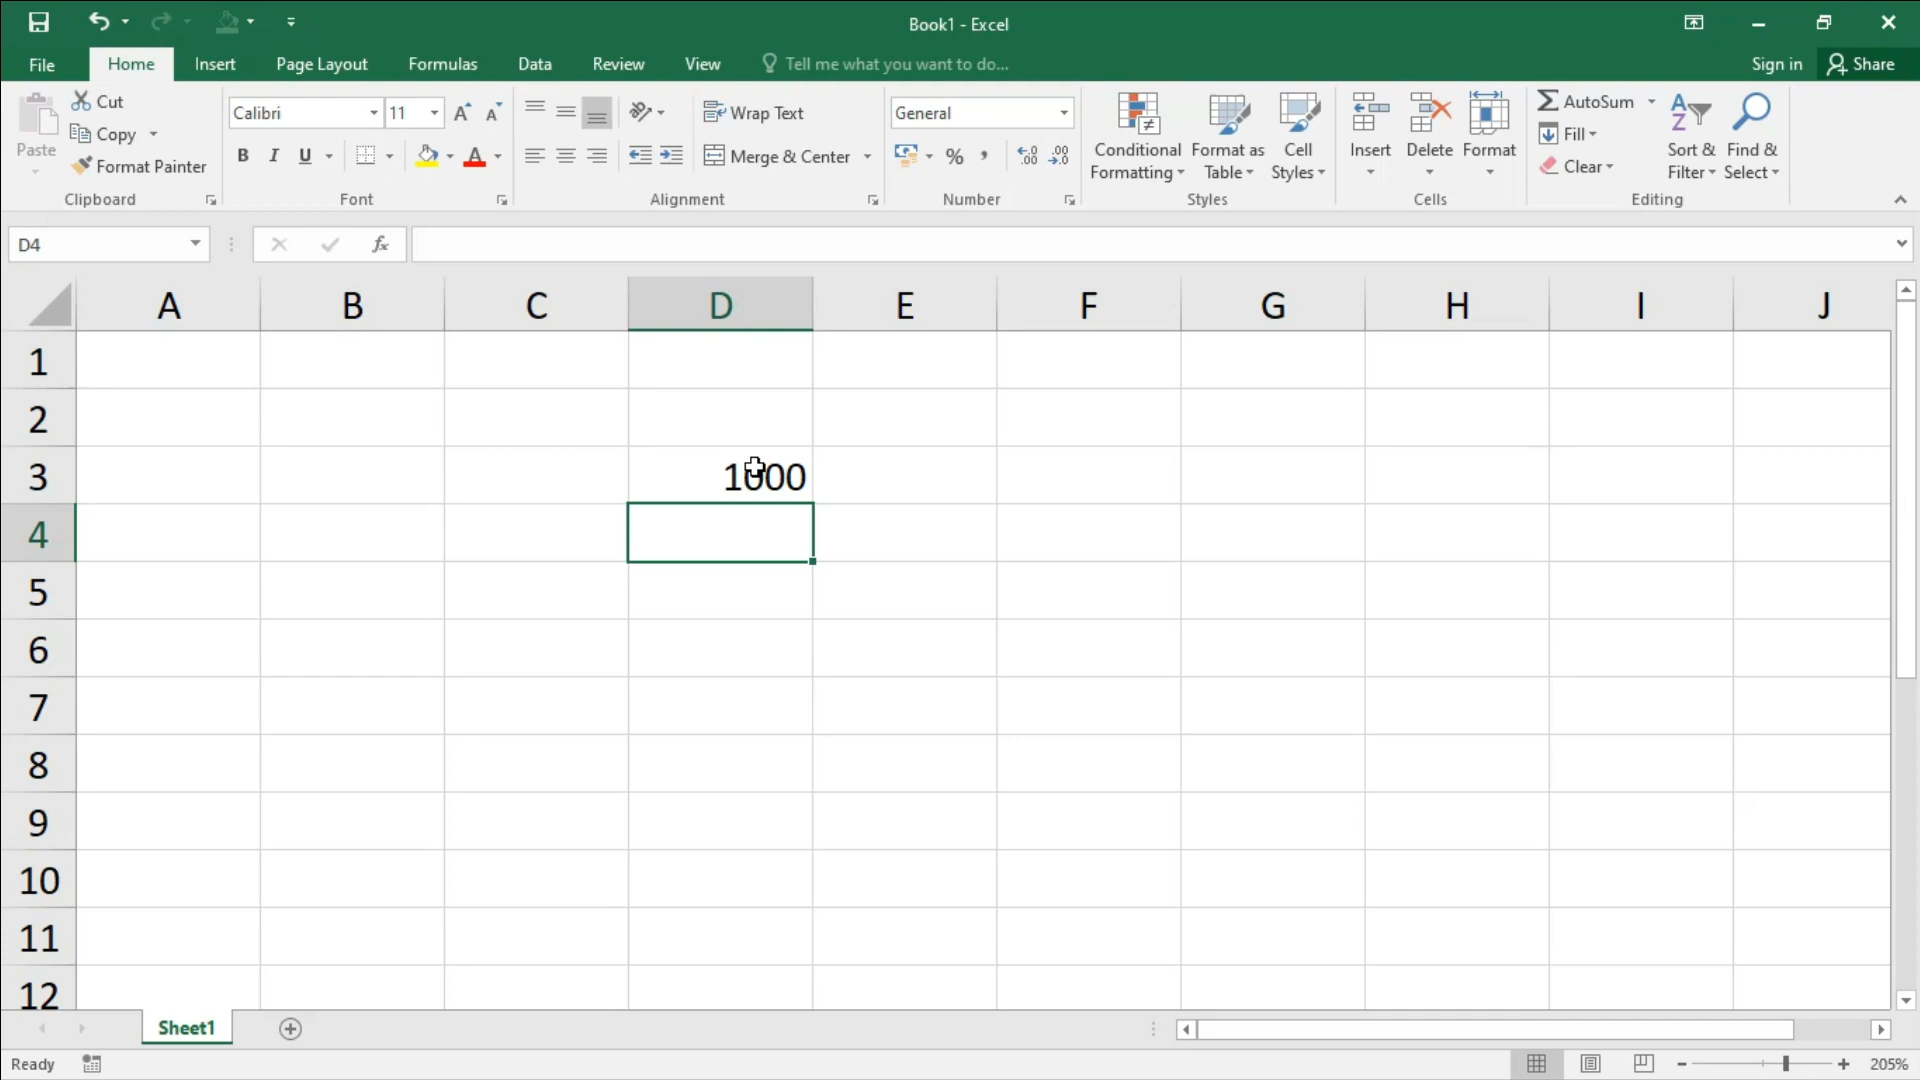 Book1 - Excel
File Home Insert Page Layout Formulas Data Review View Tell me what you want to do... Sign in Share
Paste
Cut
Copy
Format Painter
Clipboard
Calibri 11
B I U
Font
Wrap Text
Merge & Center
Alignment
General
Number
Conditional Formatting
Format as Table
Cell Styles
Styles
Insert Delete Format
Cells
AutoSum
Fill
Clear
Sort & Filter
Find & Select
Editing
D4 fx
A B C D E F G H I J
1
2
3 1000
4
5
6
7
8
9
10
11
12
Sheet1
Ready 205%